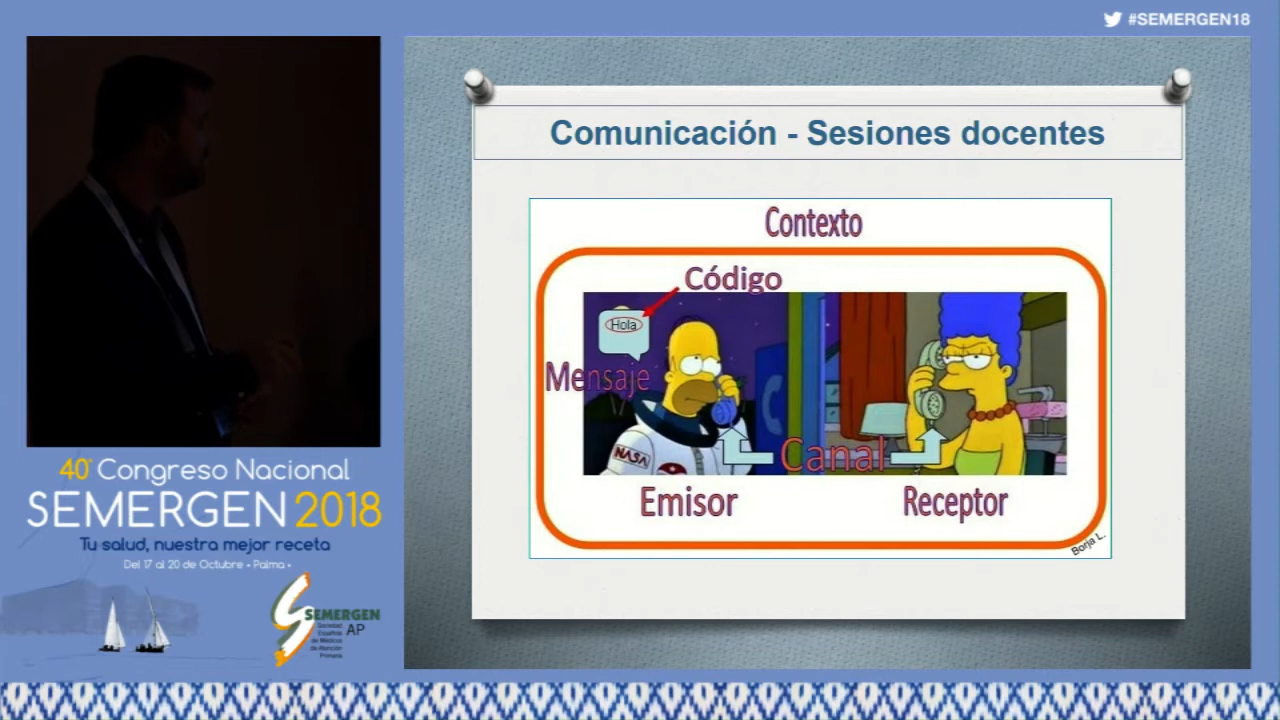 #SEMERGEN18
Comunicación - Sesiones docentes
Contexto
Código
Hola
Mensaje
NASA
Canal
Emisor
Receptor
Borja L.
40º Congreso Nacional
SEMERGEN 2018
Tu salud, nuestra mejor receta
Del 17 al 20 de Octubre • Palma •
SEMERGEN
AP
Sociedad
Española
de Médicos
de Atención
Primaria